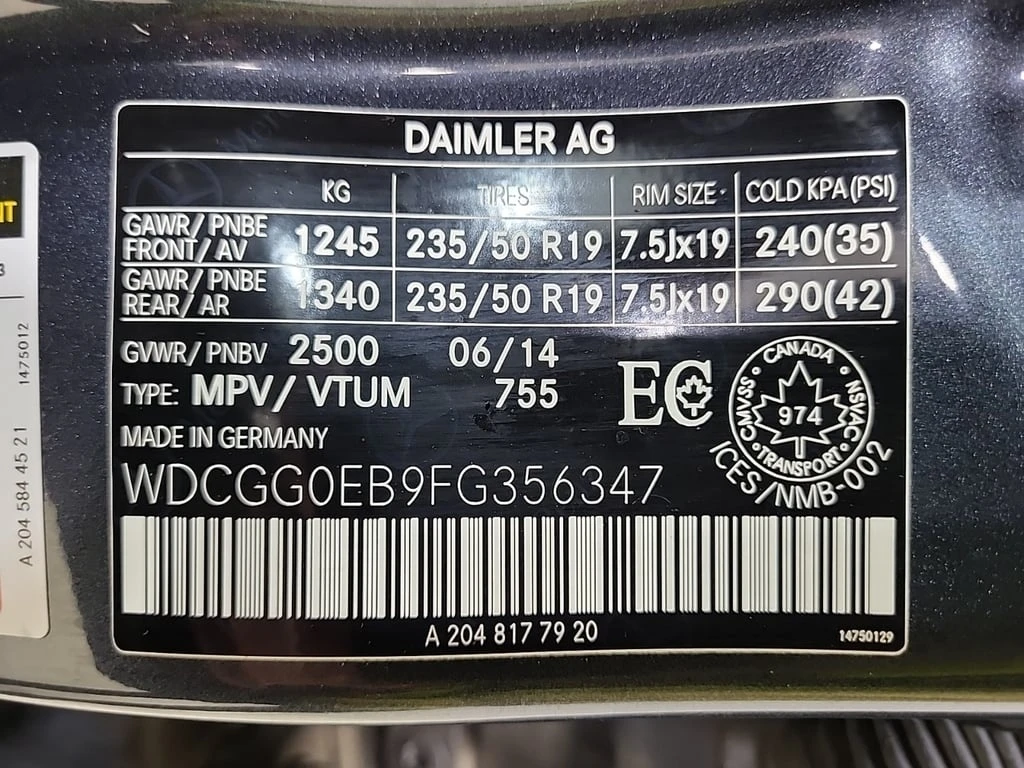 DAIMLER AG
KG TIRES RIM SIZE COLD KPA(PSI)
GAWR/ PNBE FRONT/ AV 1245 235/50 R19 7.5Jx19 240(35)
GAWR/ PNBE REAR/ AR 1340 235/50 R19 7.5Jx19 290(42)
GVWR/ PNBV 2500 06/14
TYPE: MPV/ VTUM 755
MADE IN GERMANY
WDCGG0EB9FG356347
A 204 817 79 20
14750129
EC
CANADA
CMVSS NSVAC
974
TRANSPORT
ICES/NMB-002
A 204 584 45 21 1475012